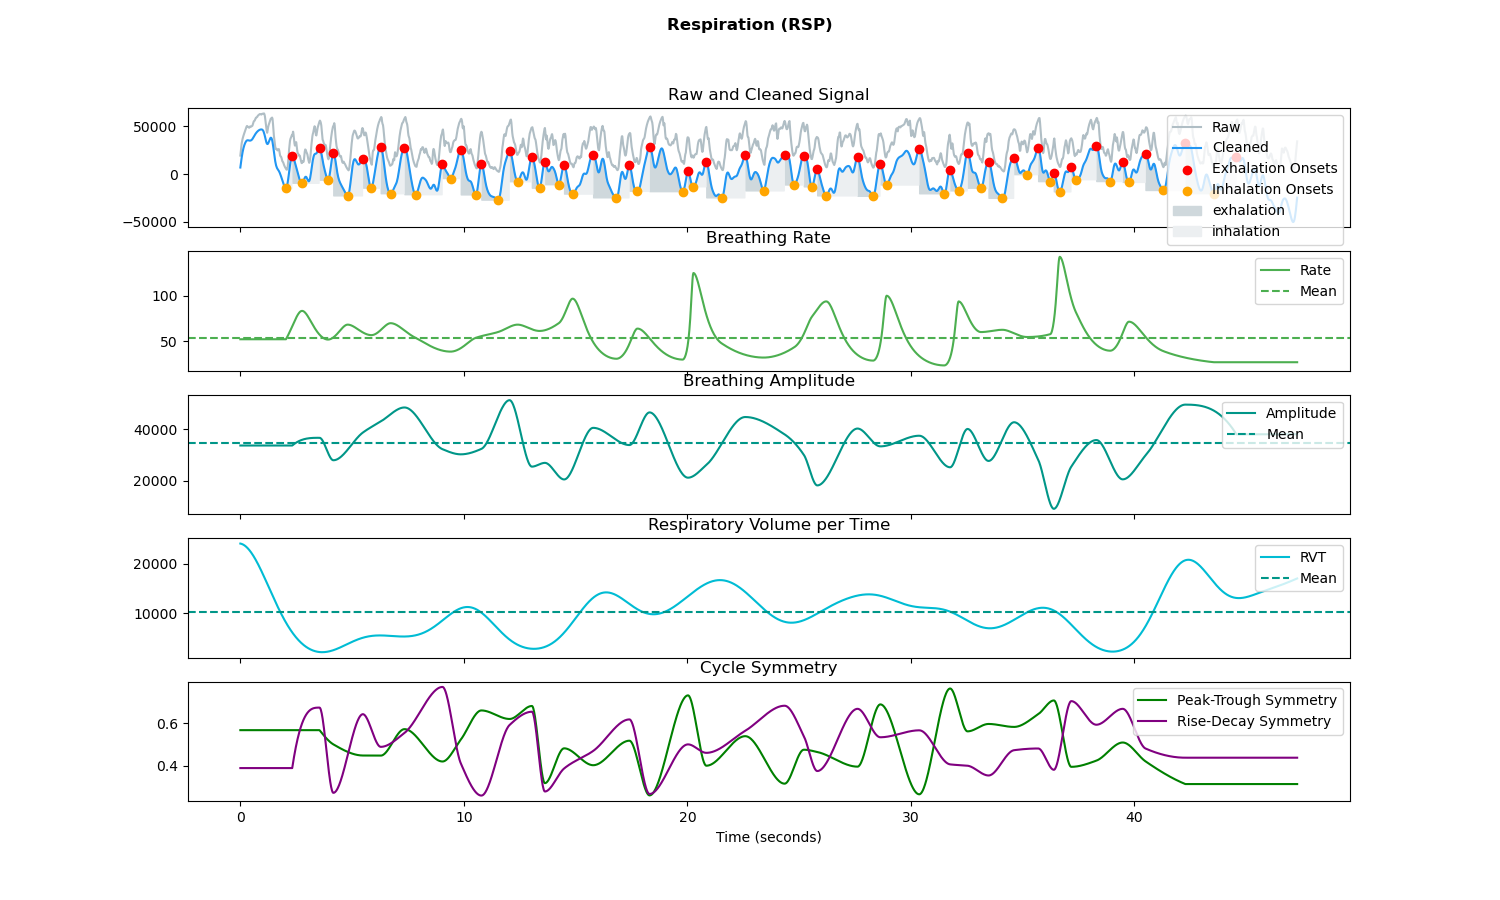 Respiration (RSP)
Raw and Cleaned Signal
50000
0
−50000
Raw
Cleaned
Exhalation Onsets
Inhalation Onsets
exhalation
inhalation
Breathing Rate
100
50
Rate
Mean
Breathing Amplitude
40000
20000
Amplitude
Mean
Respiratory Volume per Time
20000
10000
RVT
Mean
Cycle Symmetry
0.6
0.4
Peak-Trough Symmetry
Rise-Decay Symmetry
0 10 20 30 40
Time (seconds)